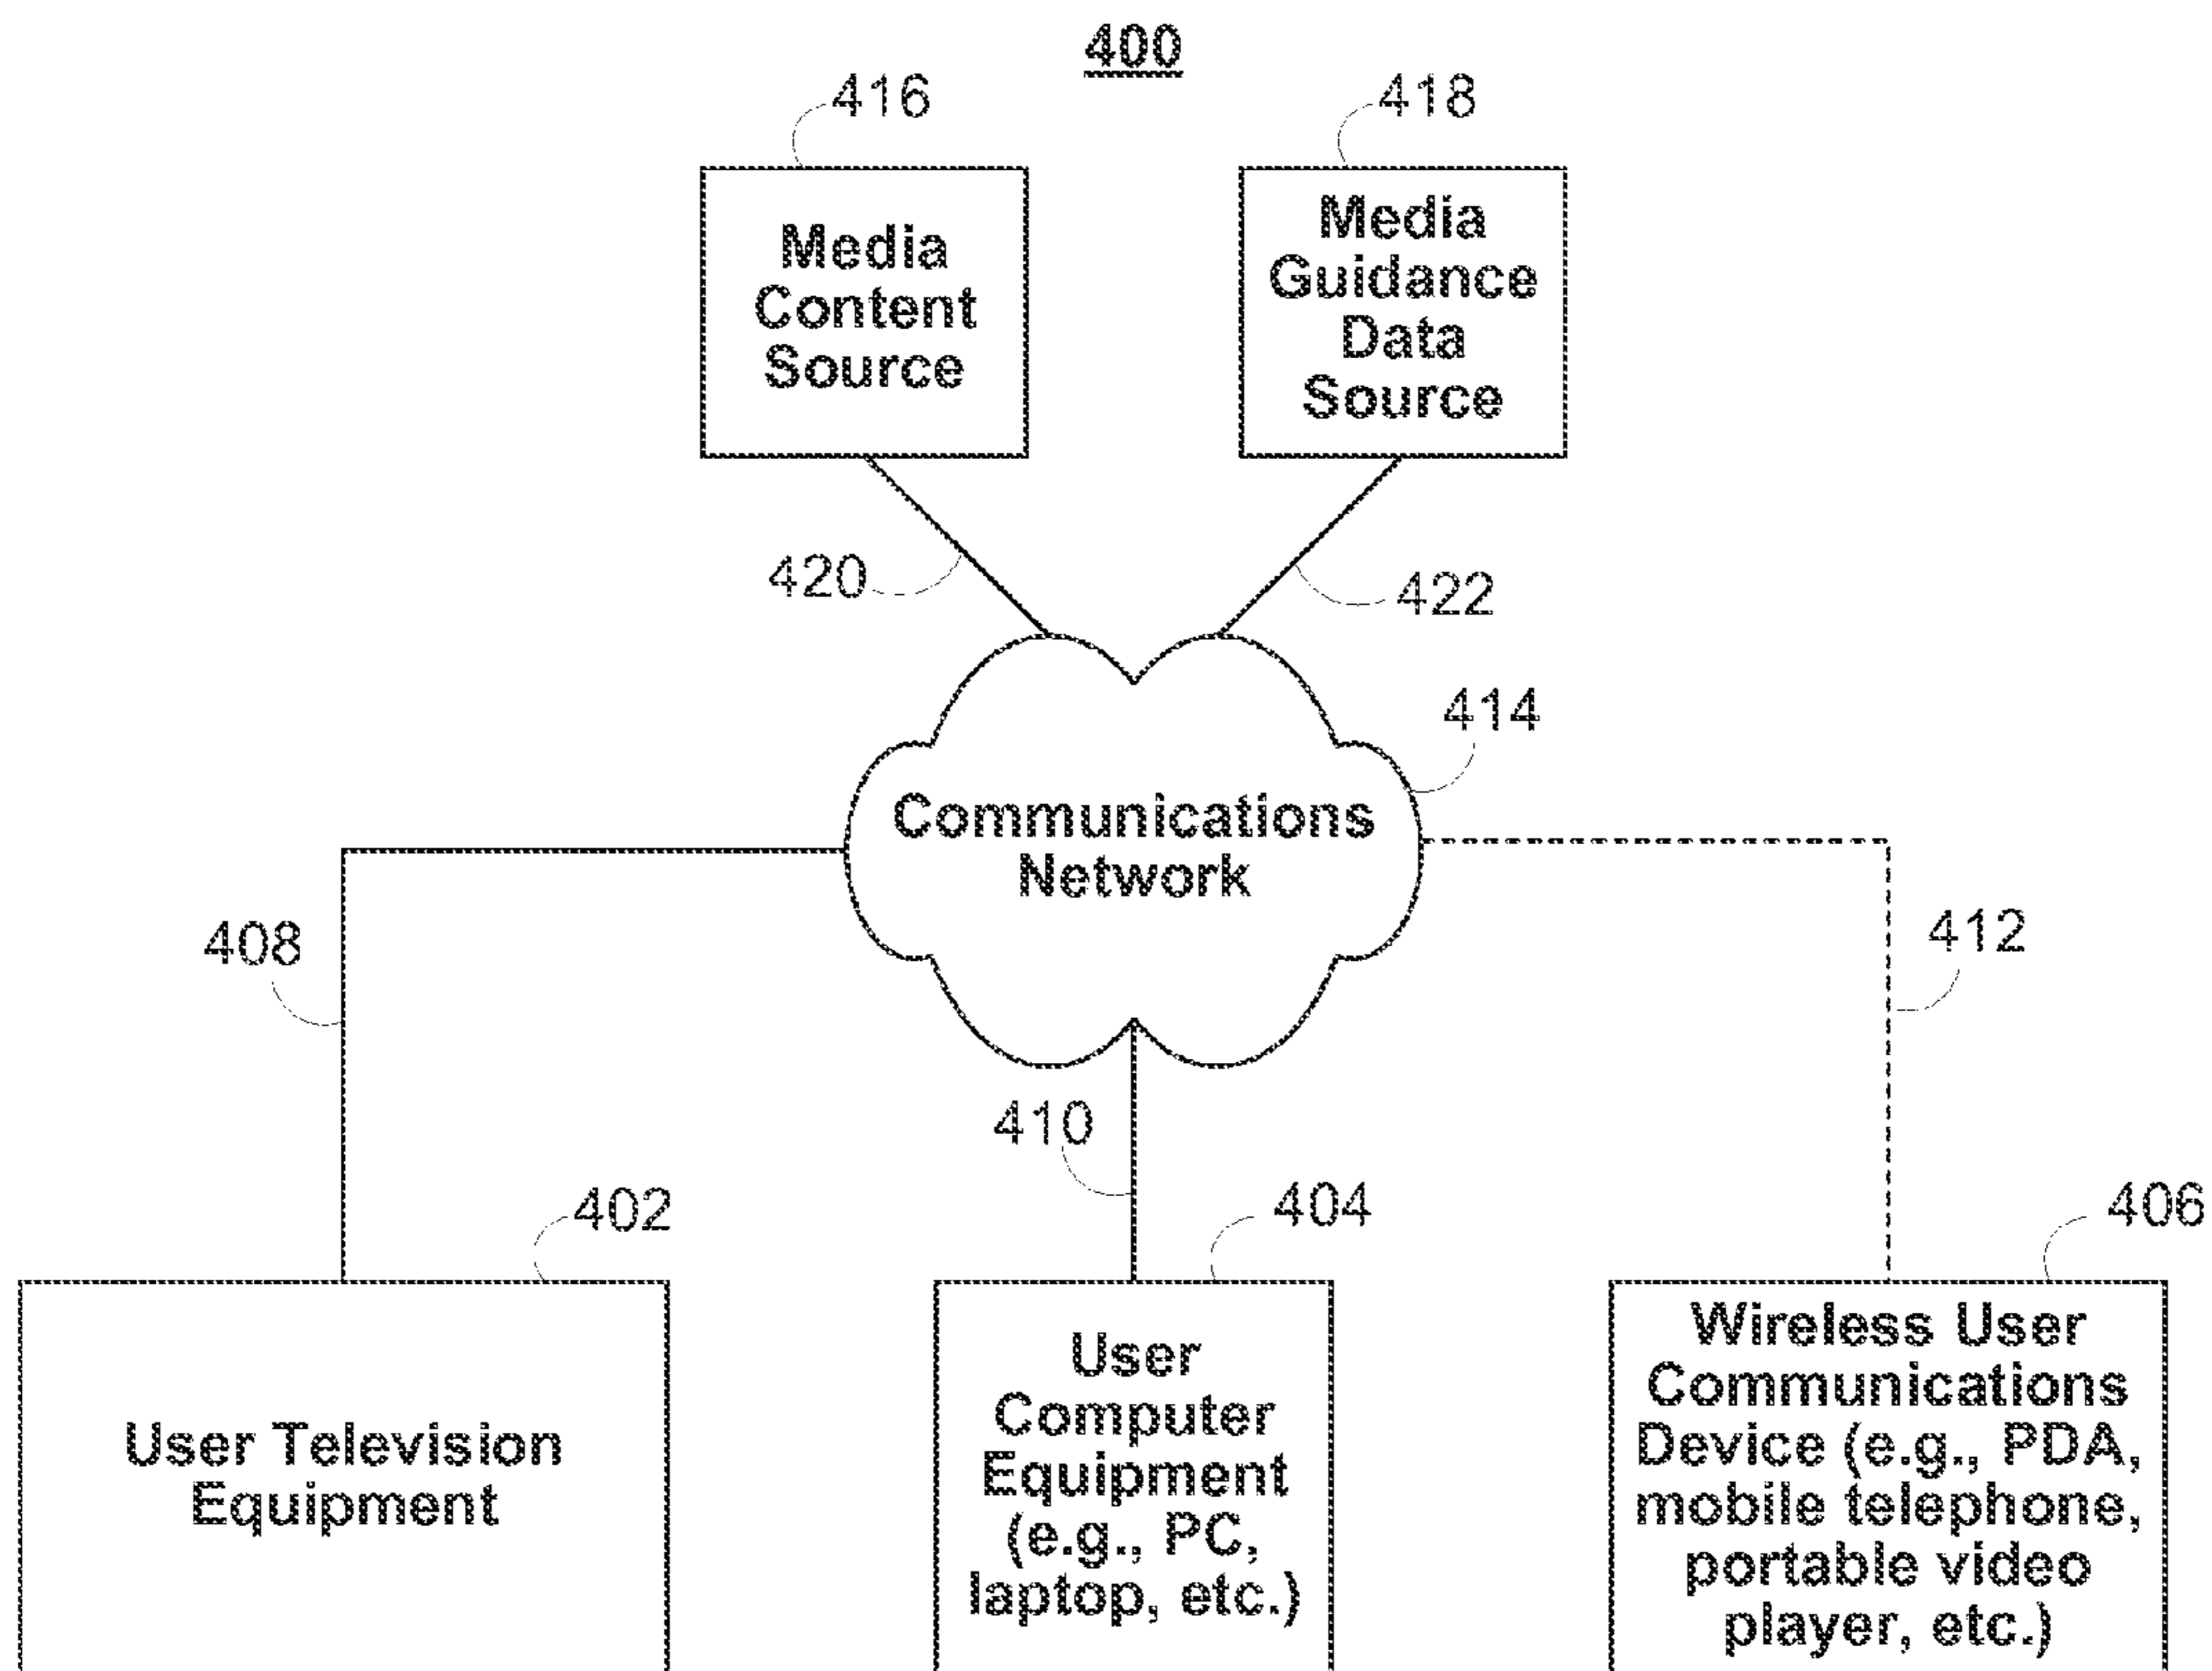 400
416
418
Media
Content
Source
Media
Guidance
Data
Source
420
422
414
Communications
Network
408
412
410
402
404
406
User Television
Equipment
User
Computer
Equipment
(e.g., PC,
laptop, etc.)
Wireless User
Communications
Device (e.g., PDA,
mobile telephone,
portable video
player, etc.)